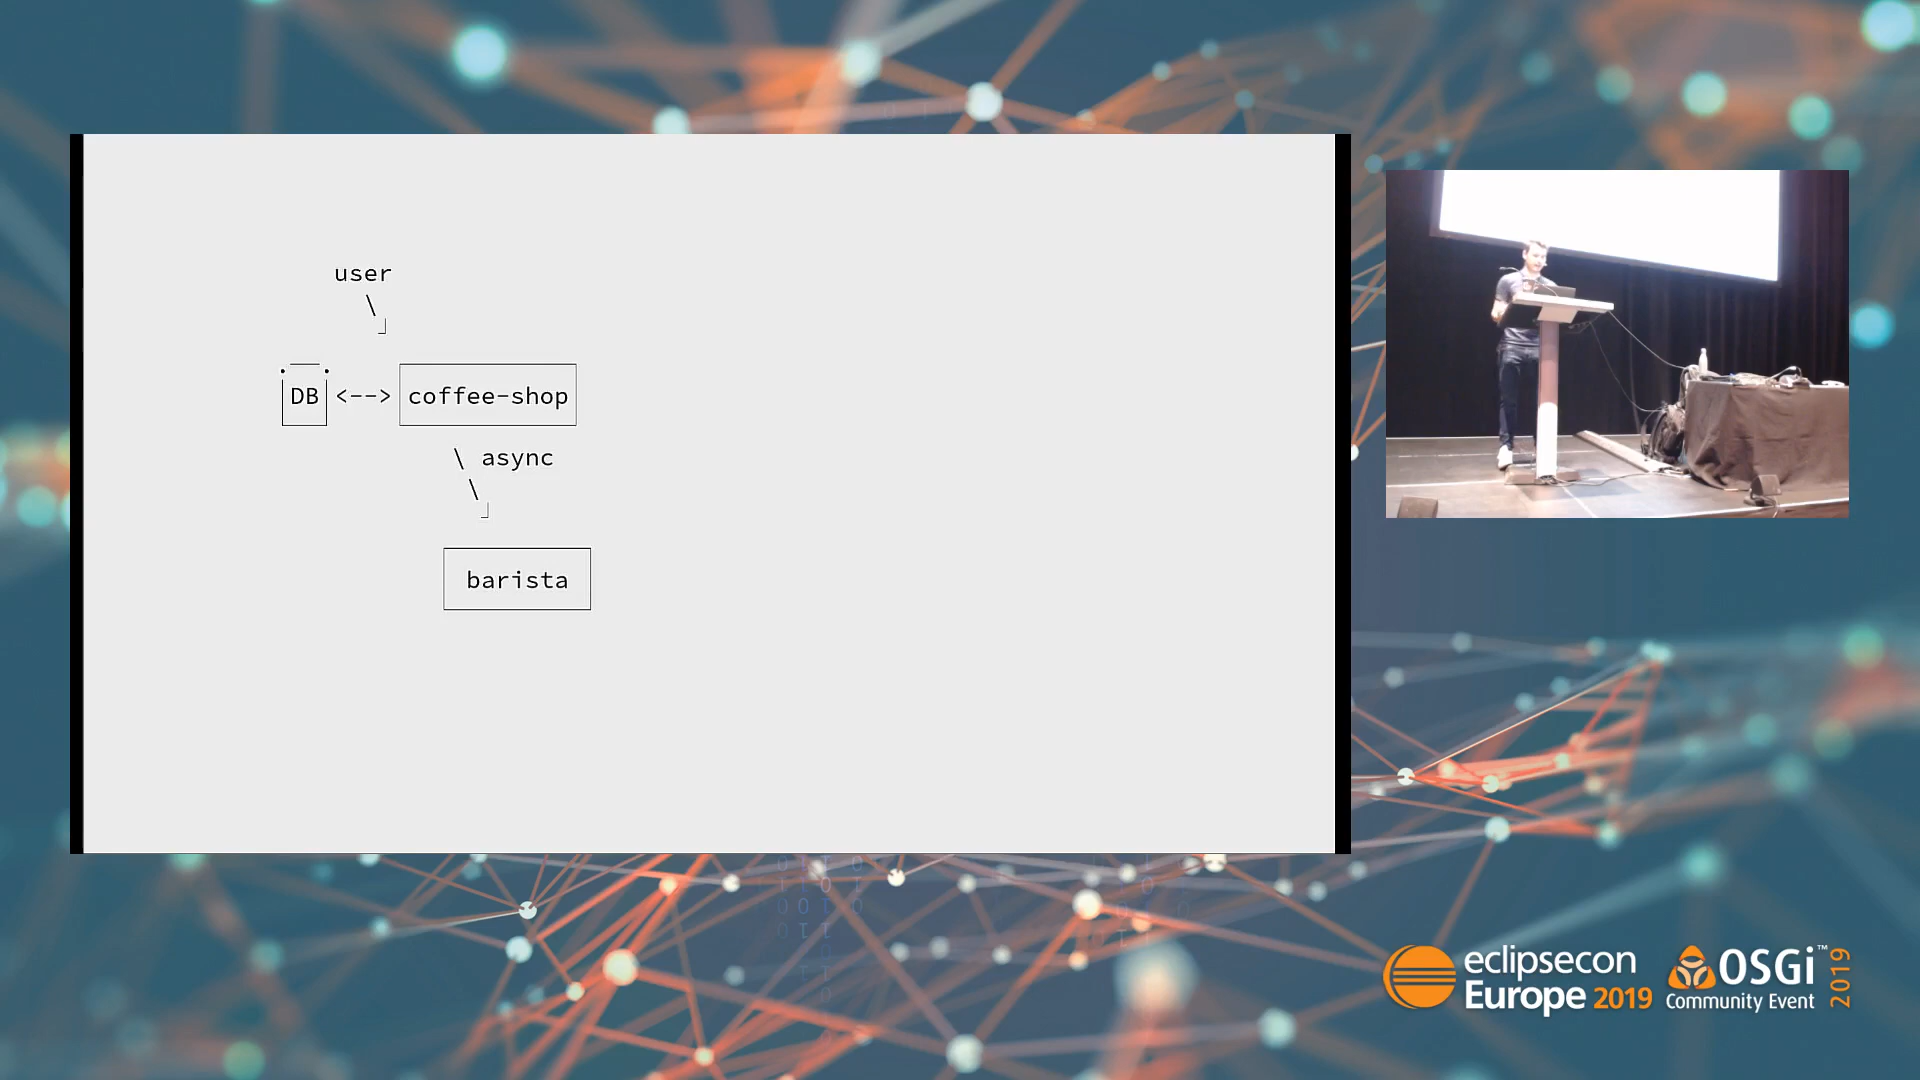 user
DB <--> coffee-shop
async
barista
eclipsecon
Europe 2019
OSGi™
Community Event
2019